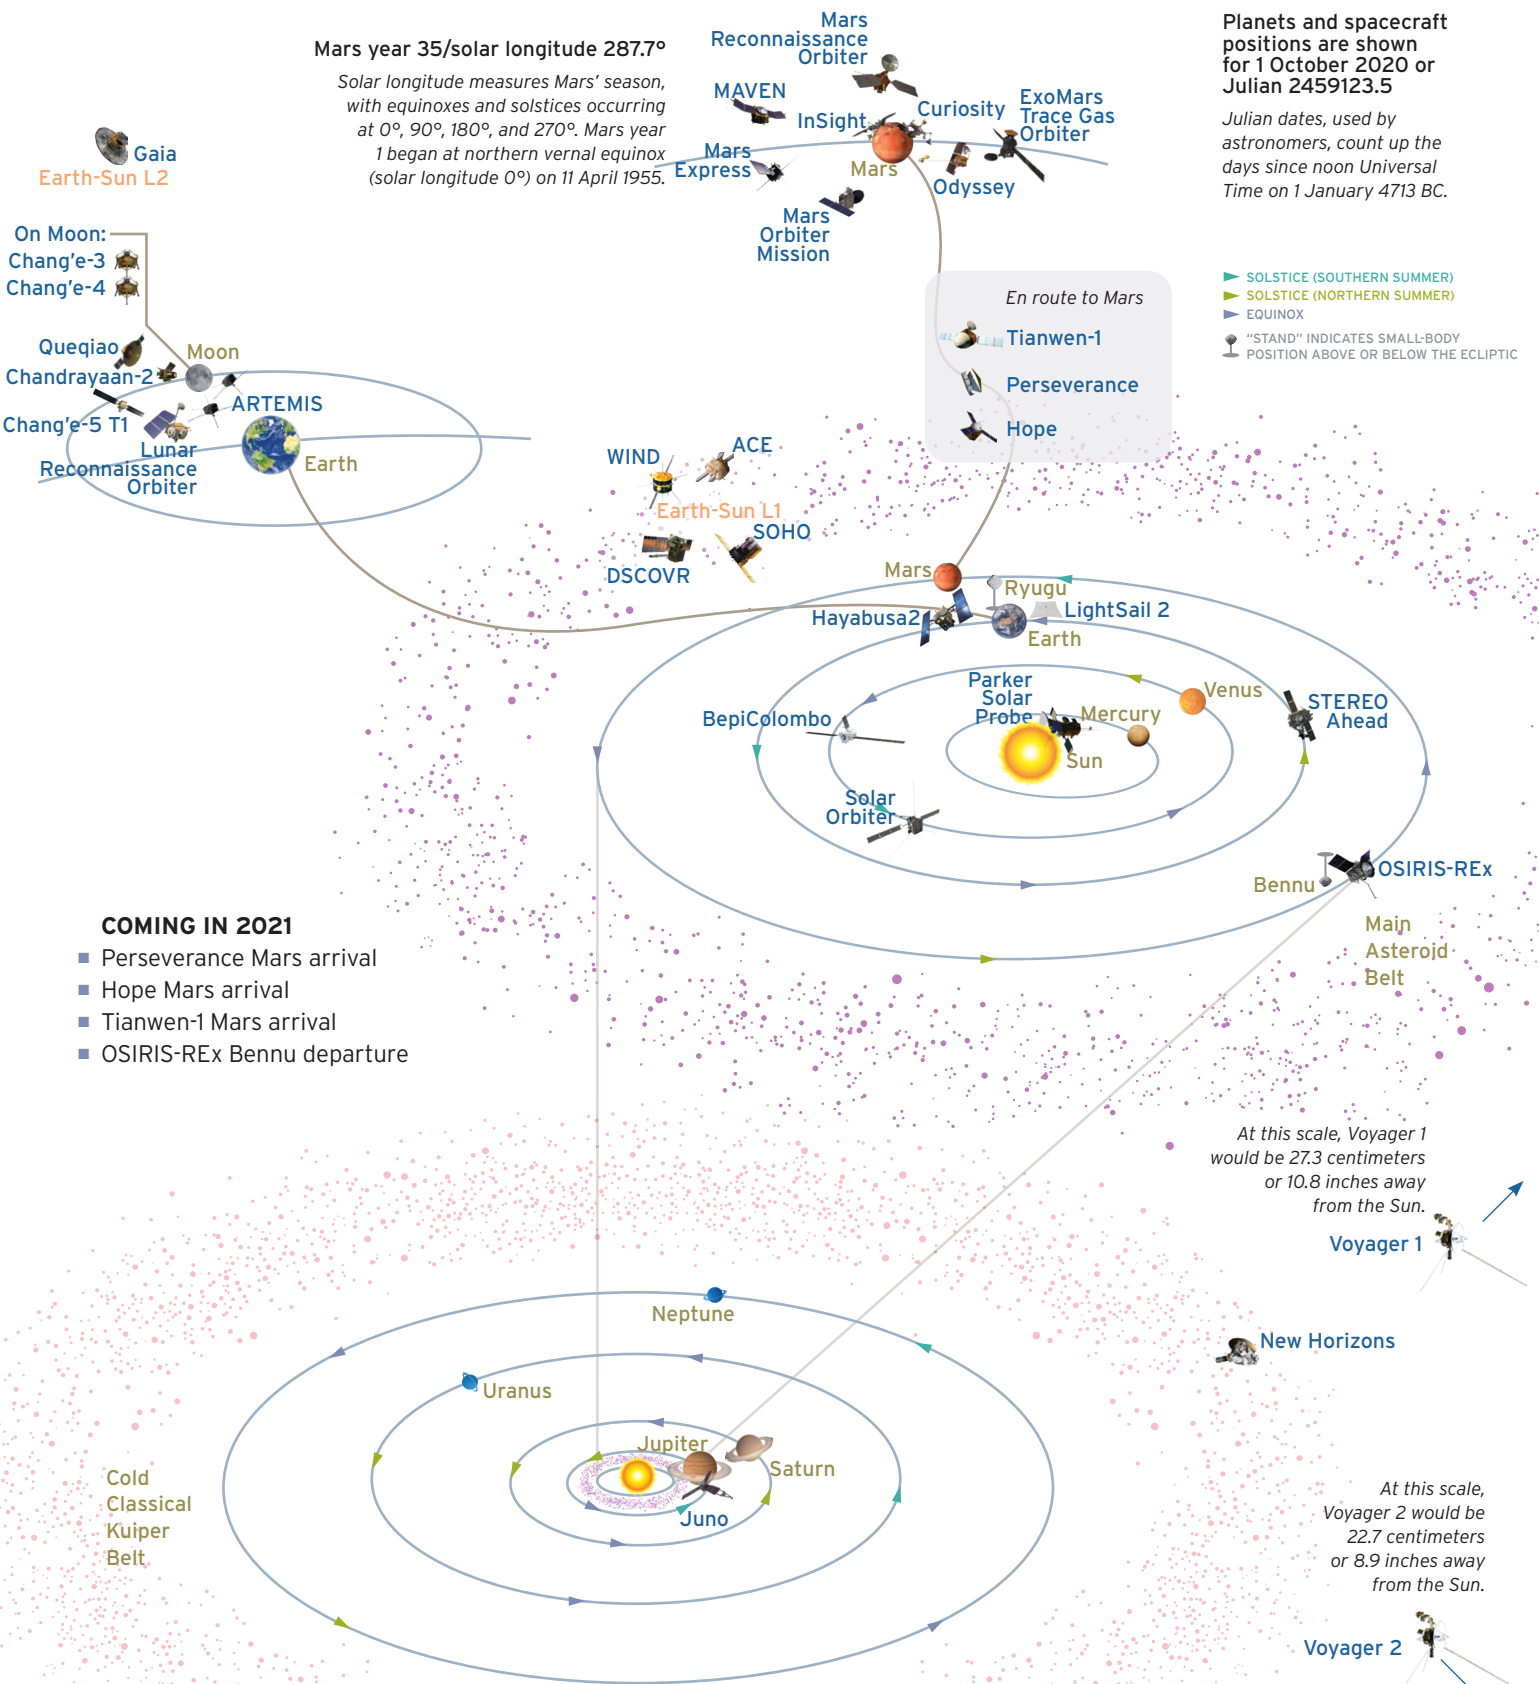 Mars year 35/solar longitude 287.7°
Solar longitude measures Mars’ season,
with equinoxes and solstices occurring
at 0°, 90°, 180°, and 270°. Mars year
1 began at northern vernal equinox
(solar longitude 0°) on 11 April 1955.
Mars
Reconnaissance
Orbiter
MAVEN
InSight
Curiosity
ExoMars
Trace Gas
Orbiter
Mars
Express
Mars
Odyssey
Mars
Orbiter
Mission
Planets and spacecraft
positions are shown
for 1 October 2020 or
Julian 2459123.5
Julian dates, used by
astronomers, count up the
days since noon Universal
Time on 1 January 4713 BC.
SOLSTICE (SOUTHERN SUMMER)
SOLSTICE (NORTHERN SUMMER)
EQUINOX
“STAND” INDICATES SMALL-BODY
POSITION ABOVE OR BELOW THE ECLIPTIC
Gaia
Earth-Sun L2
On Moon:
Chang’e-3
Chang’e-4
Queqiao
Moon
Chandrayaan-2
ARTEMIS
Chang’e-5 T1
Lunar
Reconnaissance
Orbiter
Earth
En route to Mars
Tianwen-1
Perseverance
Hope
WIND
ACE
Earth-Sun L1
SOHO
DSCOVR
Mars
Ryugu
Hayabusa2
LightSail 2
Earth
Parker
Solar
Probe
Mercury
Venus
STEREO
Ahead
BepiColombo
Sun
Solar
Orbiter
Bennu
OSIRIS-REx
Main
Asteroid
Belt
COMING IN 2021
Perseverance Mars arrival
Hope Mars arrival
Tianwen-1 Mars arrival
OSIRIS-REx Bennu departure
At this scale, Voyager 1
would be 27.3 centimeters
or 10.8 inches away
from the Sun.
Voyager 1
Neptune
New Horizons
Uranus
Jupiter
Saturn
Juno
Cold
Classical
Kuiper
Belt
At this scale,
Voyager 2 would be
22.7 centimeters
or 8.9 inches away
from the Sun.
Voyager 2